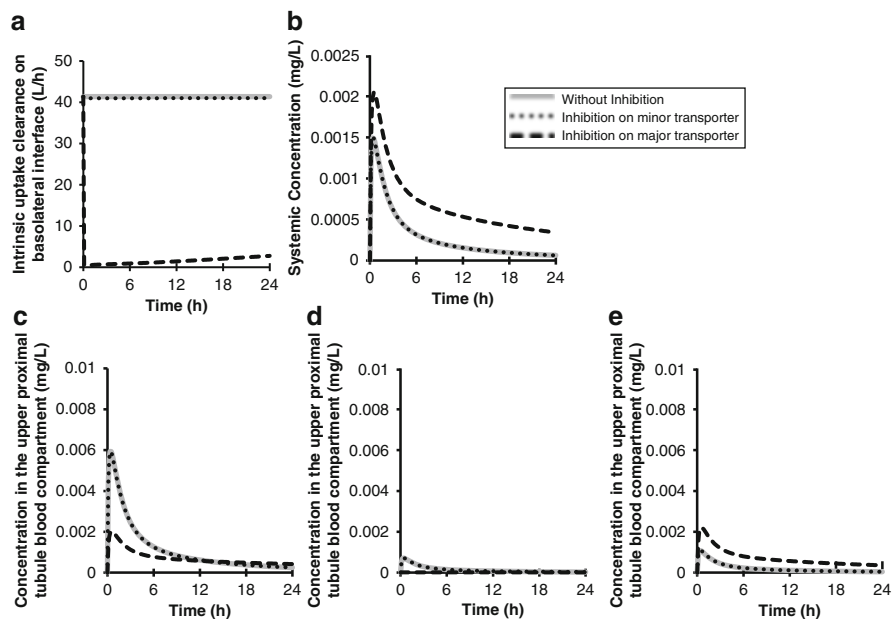 a
Intrinsic uptake clearance on
basolateral interface (L/h)
50
40
30
20
10
0
0 6 12 18 24
Time (h)
b
Systemic Concentration (mg/L)
0.0025
0.002
0.0015
0.001
0.0005
0
0 6 12 18 24
Time (h)
Without Inhibition
Inhibition on minor transporter
Inhibition on major transporter
c
Concentration in the upper proximal
tubule blood compartment (mg/L)
0.01
0.008
0.006
0.004
0.002
0
0 6 12 18 24
Time (h)
d
Concentration in the upper proximal
tubule blood compartment (mg/L)
0.01
0.008
0.006
0.004
0.002
0
0 6 12 18 24
Time (h)
e
Concentration in the upper proximal
tubule blood compartment (mg/L)
0.01
0.008
0.006
0.004
0.002
0
0 6 12 18 24
Time (h)